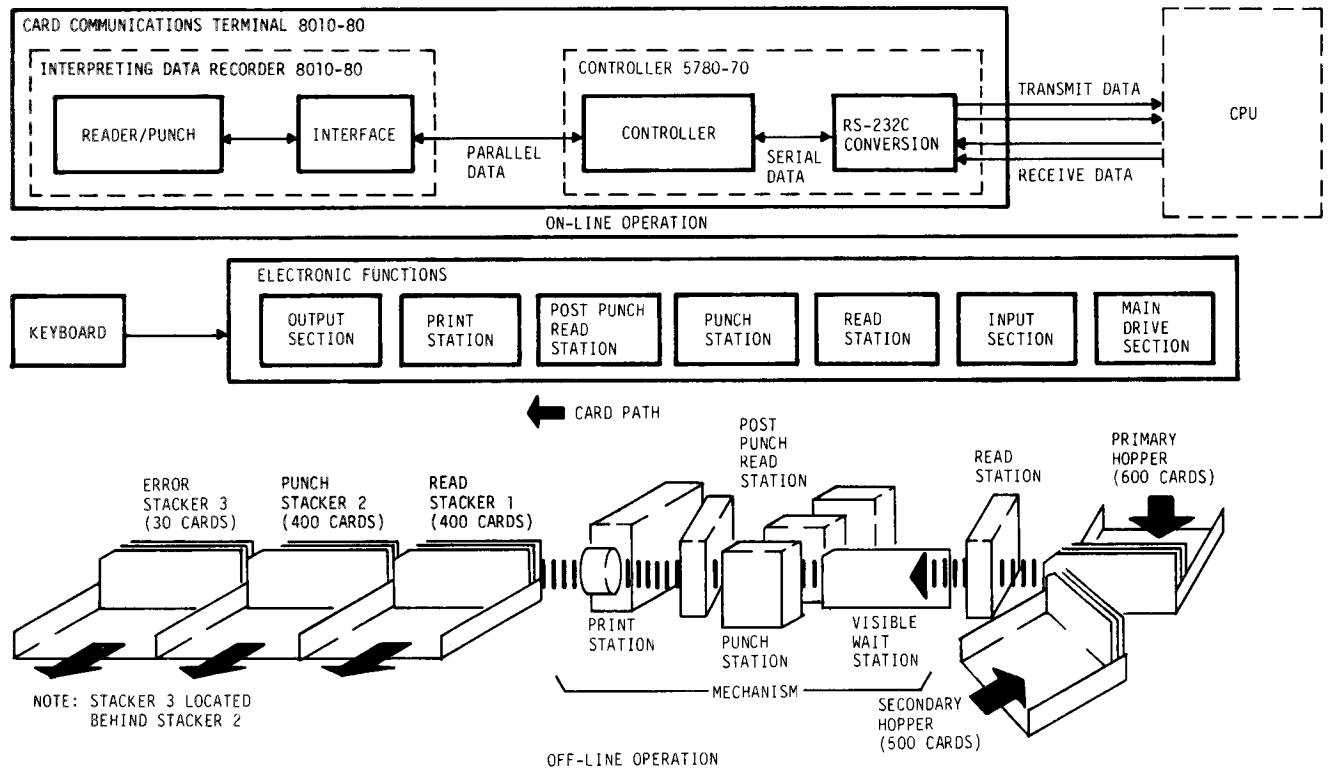 CARD COMMUNICATIONS TERMINAL 8010-80
INTERPRETING DATA RECORDER 8010-80
READER/PUNCH
INTERFACE
PARALLEL
DATA
CONTROLLER 5780-70
CONTROLLER
SERIAL
DATA
RS-232C
CONVERSION
TRANSMIT DATA
RECEIVE DATA
CPU
ON-LINE OPERATION
KEYBOARD
ELECTRONIC FUNCTIONS
OUTPUT
SECTION
PRINT
STATION
POST PUNCH
READ
STATION
PUNCH
STATION
READ
STATION
INPUT
SECTION
MAIN
DRIVE
SECTION
CARD PATH
ERROR
STACKER 3
(30 CARDS)
PUNCH
STACKER 2
(400 CARDS)
READ
STACKER 1
(400 CARDS)
POST
PUNCH
READ
STATION
READ
STATION
PRIMARY
HOPPER
(600 CARDS)
PRINT
STATION
PUNCH
STATION
VISIBLE
WAIT
STATION
MECHANISM
SECONDARY
HOPPER
(500 CARDS)
NOTE: STACKER 3 LOCATED
BEHIND STACKER 2
OFF-LINE OPERATION